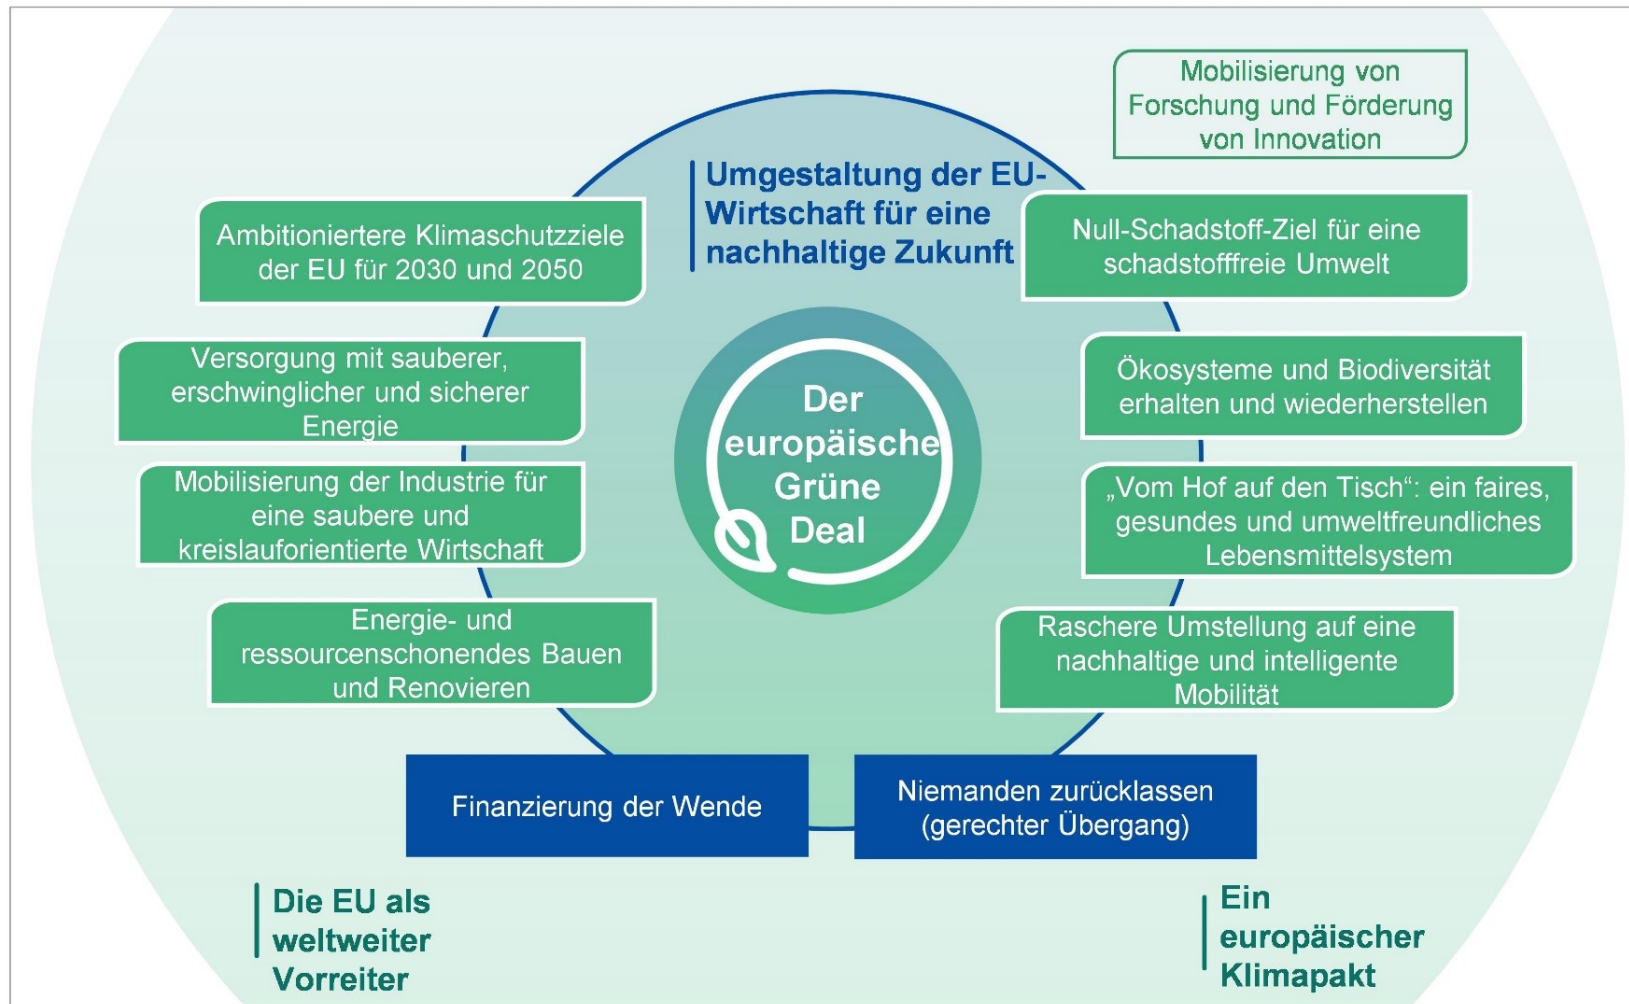 Mobilisierung von
Forschung und Förderung
von Innovation
Umgestaltung der EU-
Wirtschaft für eine
nachhaltige Zukunft
Ambitioniertere Klimaschutzziele
der EU für 2030 und 2050
Null-Schadstoff-Ziel für eine
schadstofffreie Umwelt
Versorgung mit sauberer,
erschwinglicher und sicherer
Energie
Ökosysteme und Biodiversität
erhalten und wiederherstellen
Der
europäische
Grüne
Deal
Mobilisierung der Industrie für
eine saubere und
kreislauforientierte Wirtschaft
„Vom Hof auf den Tisch“: ein faires,
gesundes und umweltfreundliches
Lebensmittelsystem
Energie- und
ressourcenschonendes Bauen
und Renovieren
Raschere Umstellung auf eine
nachhaltige und intelligente
Mobilität
Finanzierung der Wende
Niemanden zurücklassen
(gerechter Übergang)
Die EU als
weltweiter
Vorreiter
Ein
europäischer
Klimapakt